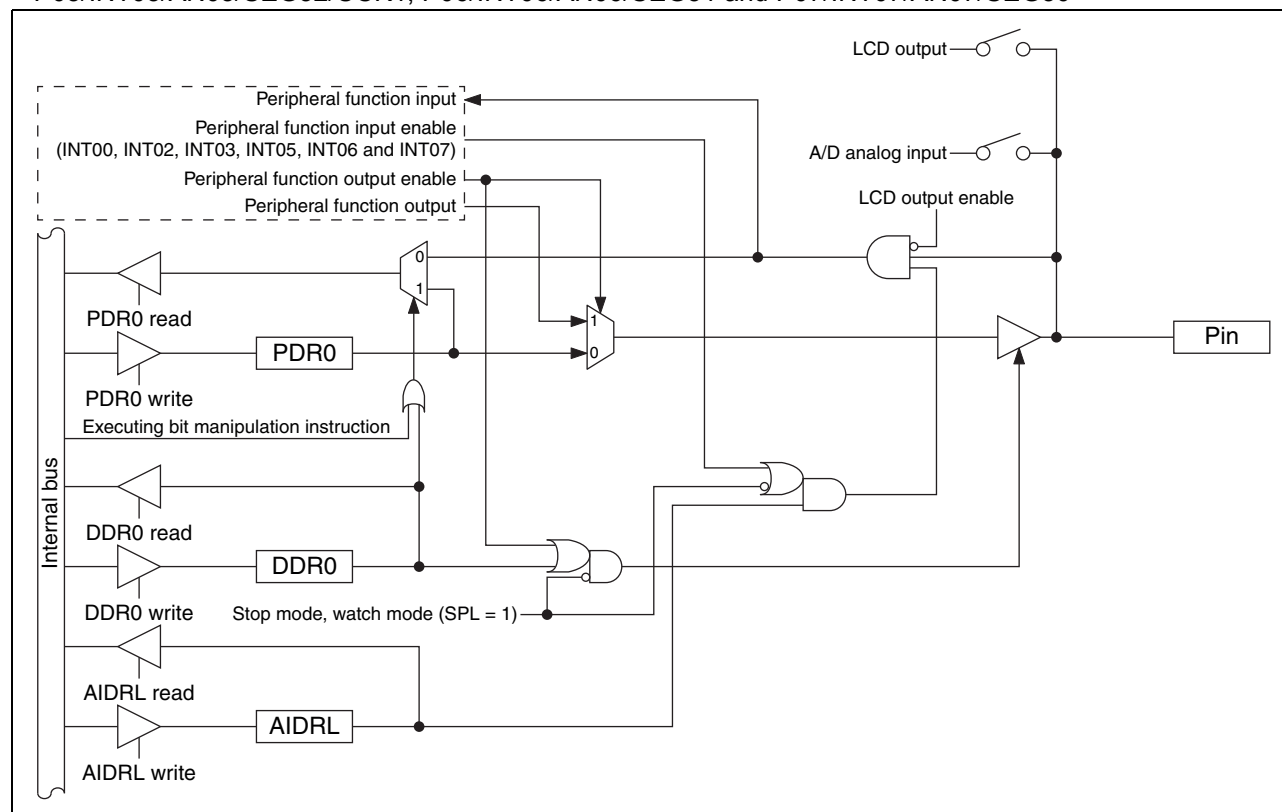 LCD output
Peripheral function input
Peripheral function input enable
(INT00, INT02, INT03, INT05, INT06 and INT07)
A/D analog input
Peripheral function output enable
Peripheral function output
LCD output enable
0
1
PDR0 read
1
0
PDR0
Pin
PDR0 write
Executing bit manipulation instruction
Internal bus
DDR0 read
DDR0
DDR0 write
Stop mode, watch mode (SPL = 1)
AIDRL read
AIDRL
AIDRL write